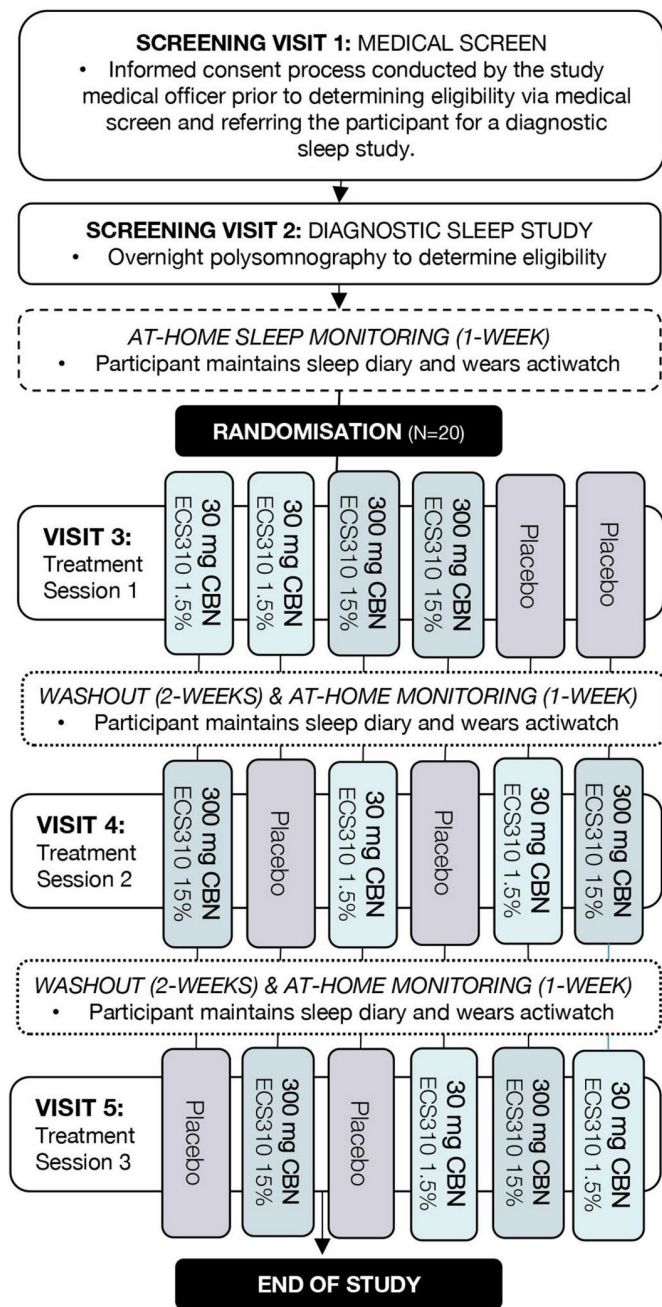 SCREENING VISIT 1: MEDICAL SCREEN
• Informed consent process conducted by the study
medical officer prior to determining eligibility via medical
screen and referring the participant for a diagnostic
sleep study.
SCREENING VISIT 2: DIAGNOSTIC SLEEP STUDY
• Overnight polysomnography to determine eligibility
AT-HOME SLEEP MONITORING (1-WEEK)
• Participant maintains sleep diary and wears actiwatch
RANDOMISATION (N=20)
VISIT 3:
Treatment
Session 1
30 mg CBN
ECS310 1.5%
30 mg CBN
ECS310 1.5%
300 mg CBN
ECS310 15%
300 mg CBN
ECS310 15%
Placebo
Placebo
WASHOUT (2-WEEKS) & AT-HOME MONITORING (1-WEEK)
• Participant maintains sleep diary and wears actiwatch
VISIT 4:
Treatment
Session 2
300 mg CBN
ECS310 15%
Placebo
30 mg CBN
ECS310 1.5%
Placebo
30 mg CBN
ECS310 1.5%
300 mg CBN
ECS310 15%
WASHOUT (2-WEEKS) & AT-HOME MONITORING (1-WEEK)
• Participant maintains sleep diary and wears actiwatch
VISIT 5:
Treatment
Session 3
Placebo
300 mg CBN
ECS310 15%
Placebo
30 mg CBN
ECS310 1.5%
300 mg CBN
ECS310 15%
30 mg CBN
ECS310 1.5%
END OF STUDY